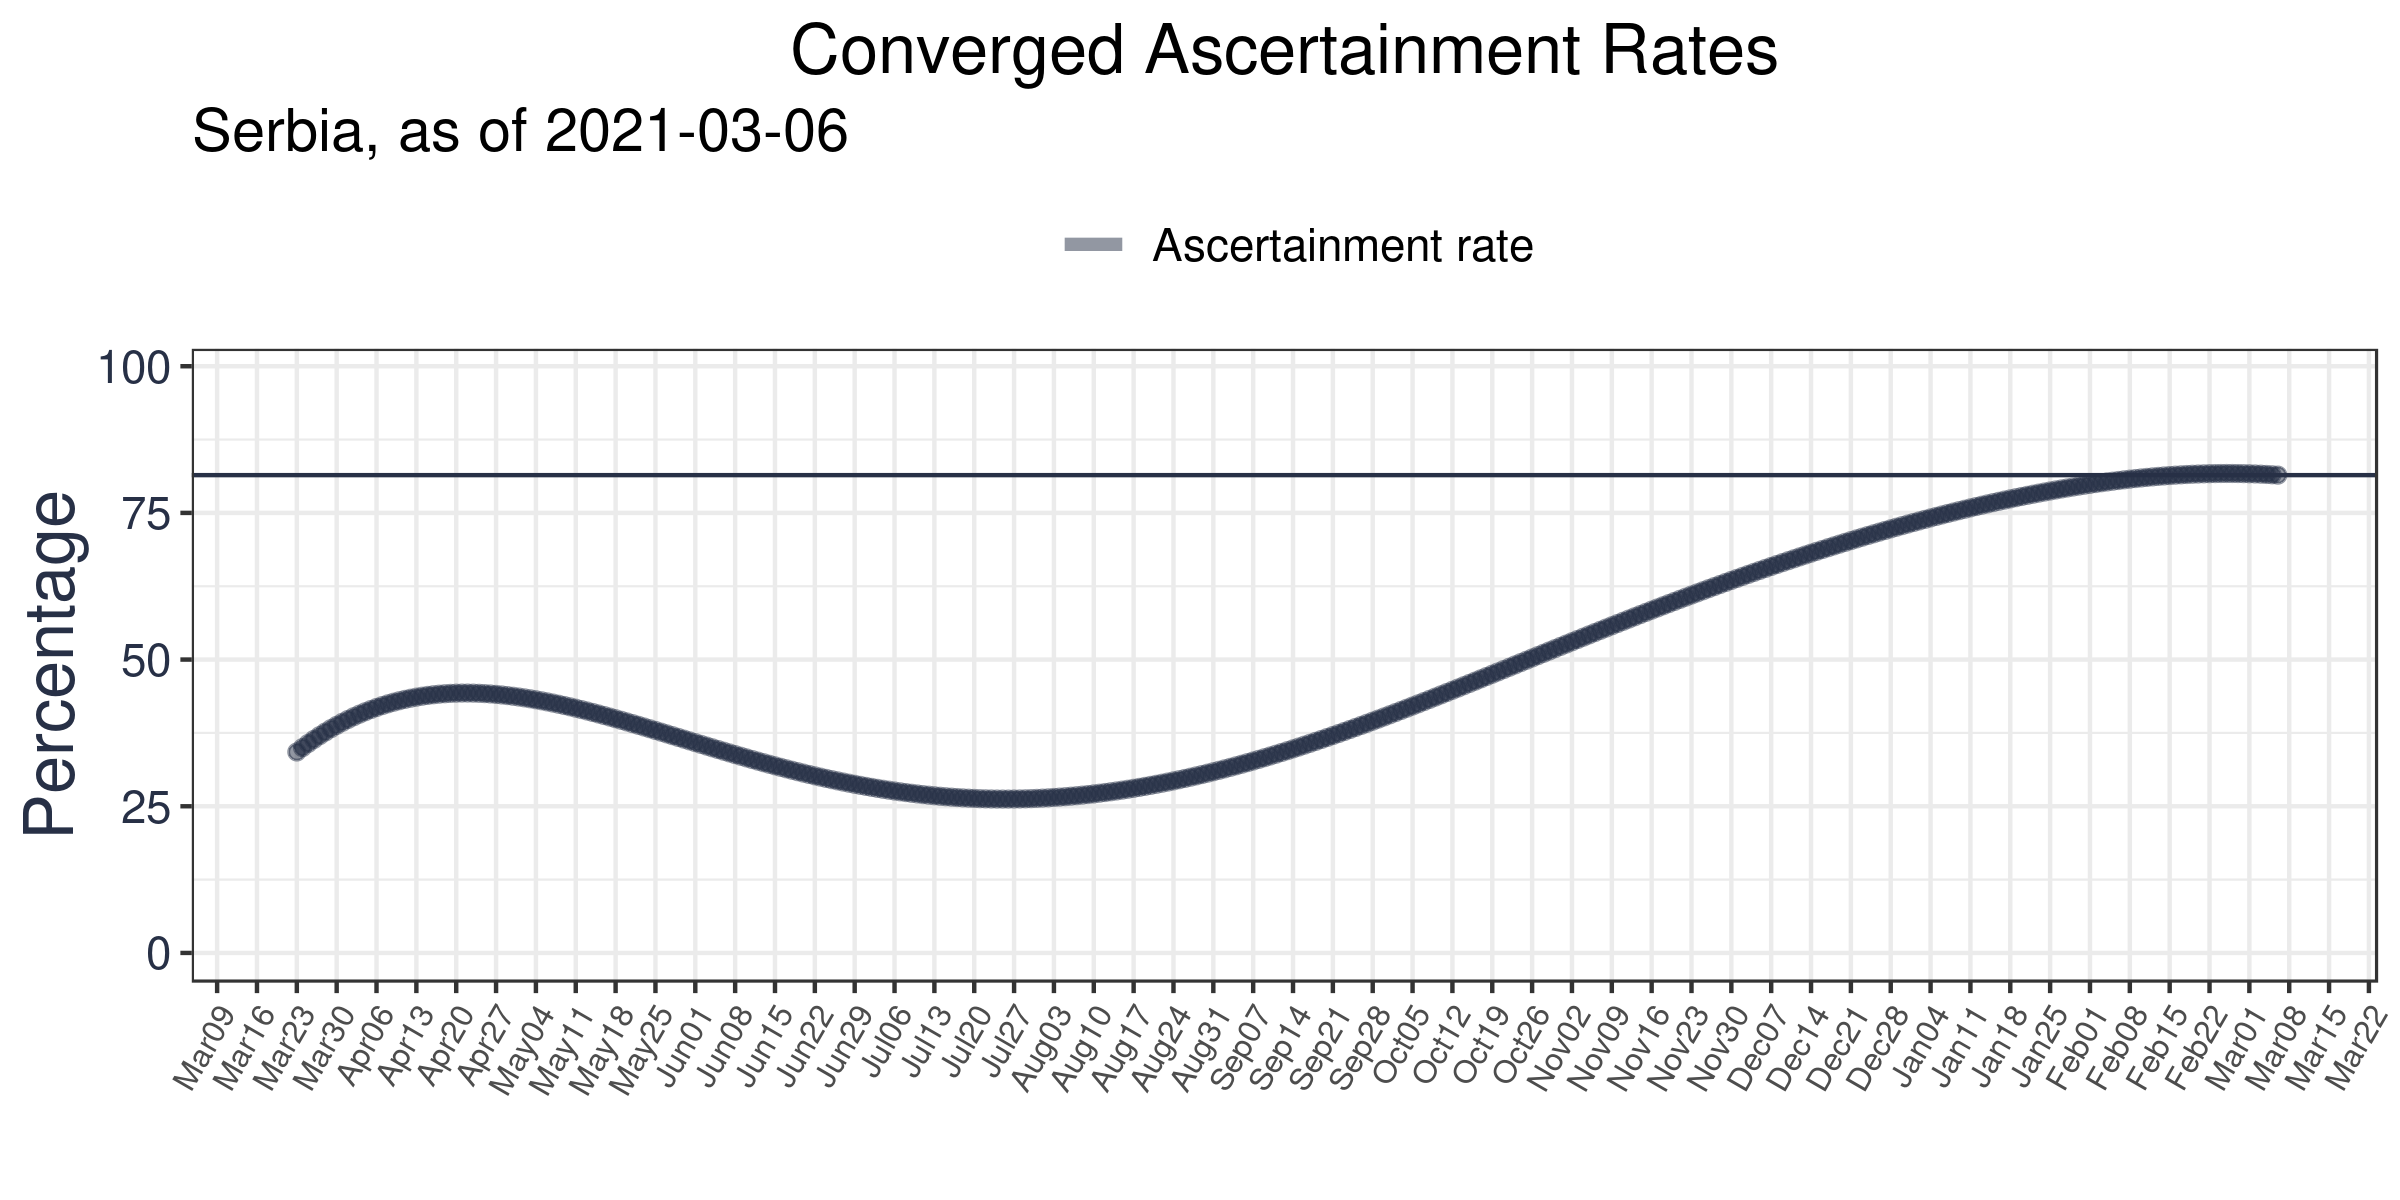 Converged Ascertainment Rates
Serbia, as of 2021-03-06
Ascertainment rate
Percentage
100
75
50
25
0
Mar09 Mar16 Mar23 Mar30 Apr06 Apr13 Apr20 Apr27 May04 May11 May18 May25 Jun01 Jun08 Jun15 Jun22 Jun29 Jul06 Jul13 Jul20 Jul27 Aug03 Aug10 Aug17 Aug24 Aug31 Sep07 Sep14 Sep21 Sep28 Oct05 Oct12 Oct19 Oct26 Nov02 Nov09 Nov16 Nov23 Nov30 Dec07 Dec14 Dec21 Dec28 Jan04 Jan11 Jan18 Jan25 Feb01 Feb08 Feb15 Feb22 Mar01 Mar08 Mar15 Mar22